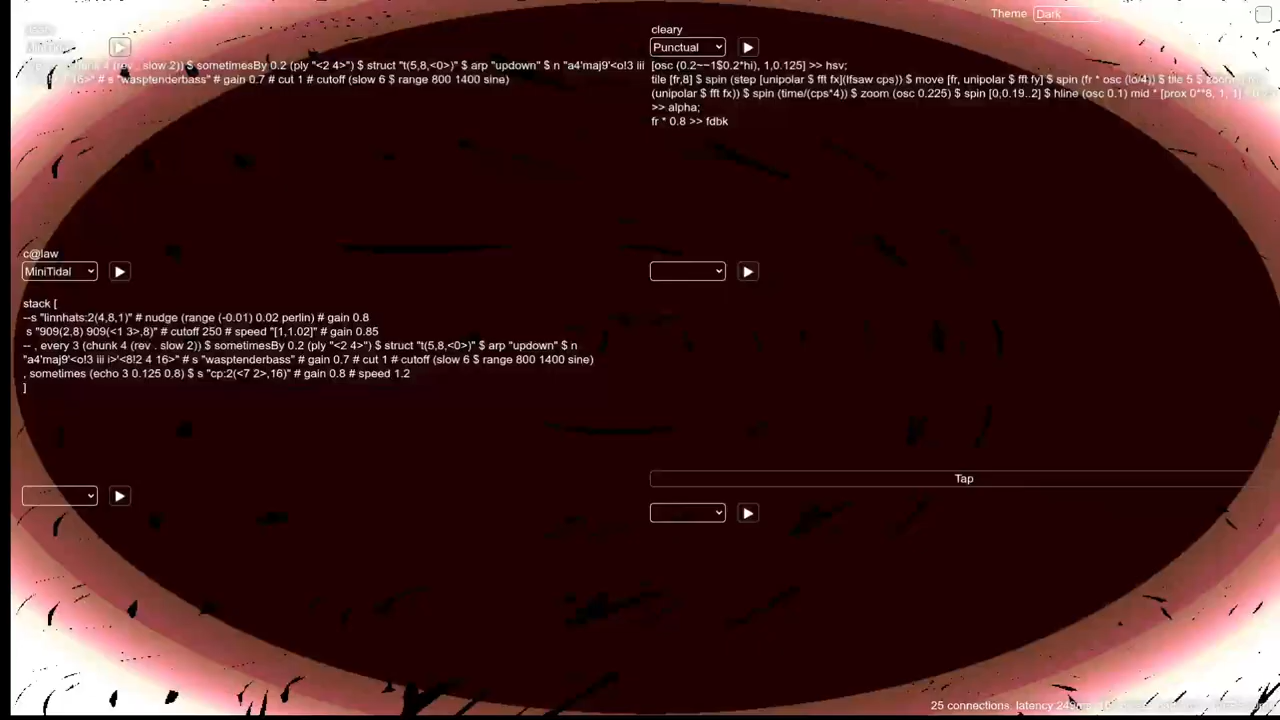 Theme Dark
cleary
MiniTidal
(rev . slow 2)) $ sometimesBy 0.2 (ply "<2 4>") $ struct "t(5,8,<0>)" $ arp "updown" $ n "a4'maj9'<o!3 iii
16>" # s "wasptenderbass" # gain 0.7 # cut 1 # cutoff (slow 6 $ range 800 1400 sine)
cleary
Punctual
[osc (0.2~~1$0.2*hi), 1,0.125] >> hsv;
tile [fr,8] $ spin (step [unipolar $ fft fx](lfsaw cps)) $ move [fr, unipolar $ fft fy] $ spin (fr * osc (lo/4)) $ tile 5 $ zoom
(unipolar $ fft fx)) $ spin (time/(cps*4)) $ zoom (osc 0.225) $ spin [0,0.19..2] $ hline (osc 0.1) mid * [prox 0**8, 1, 1]
>> alpha;
fr * 0.8 >> fdbk
c@law
MiniTidal
stack [
--s "linnhats:2(4,8,1)" # nudge (range (-0.01) 0.02 perlin) # gain 0.8
s "909(2,8) 909(<1 3>,8)" # cutoff 250 # speed "[1,1.02]" # gain 0.85
-- , every 3 (chunk 4 (rev . slow 2)) $ sometimesBy 0.2 (ply "<2 4>") $ struct "t(5,8,<0>)" $ arp "updown" $ n
"a4'maj9'<o!3 iii i>'<8!2 4 16>" # s "wasptenderbass" # gain 0.7 # cut 1 # cutoff (slow 6 $ range 800 1400 sine)
, sometimes (echo 3 0.125 0.8) $ s "cp:2(<7 2>,16)" # gain 0.8 # speed 1.2
]
Tap
25 connections, latency